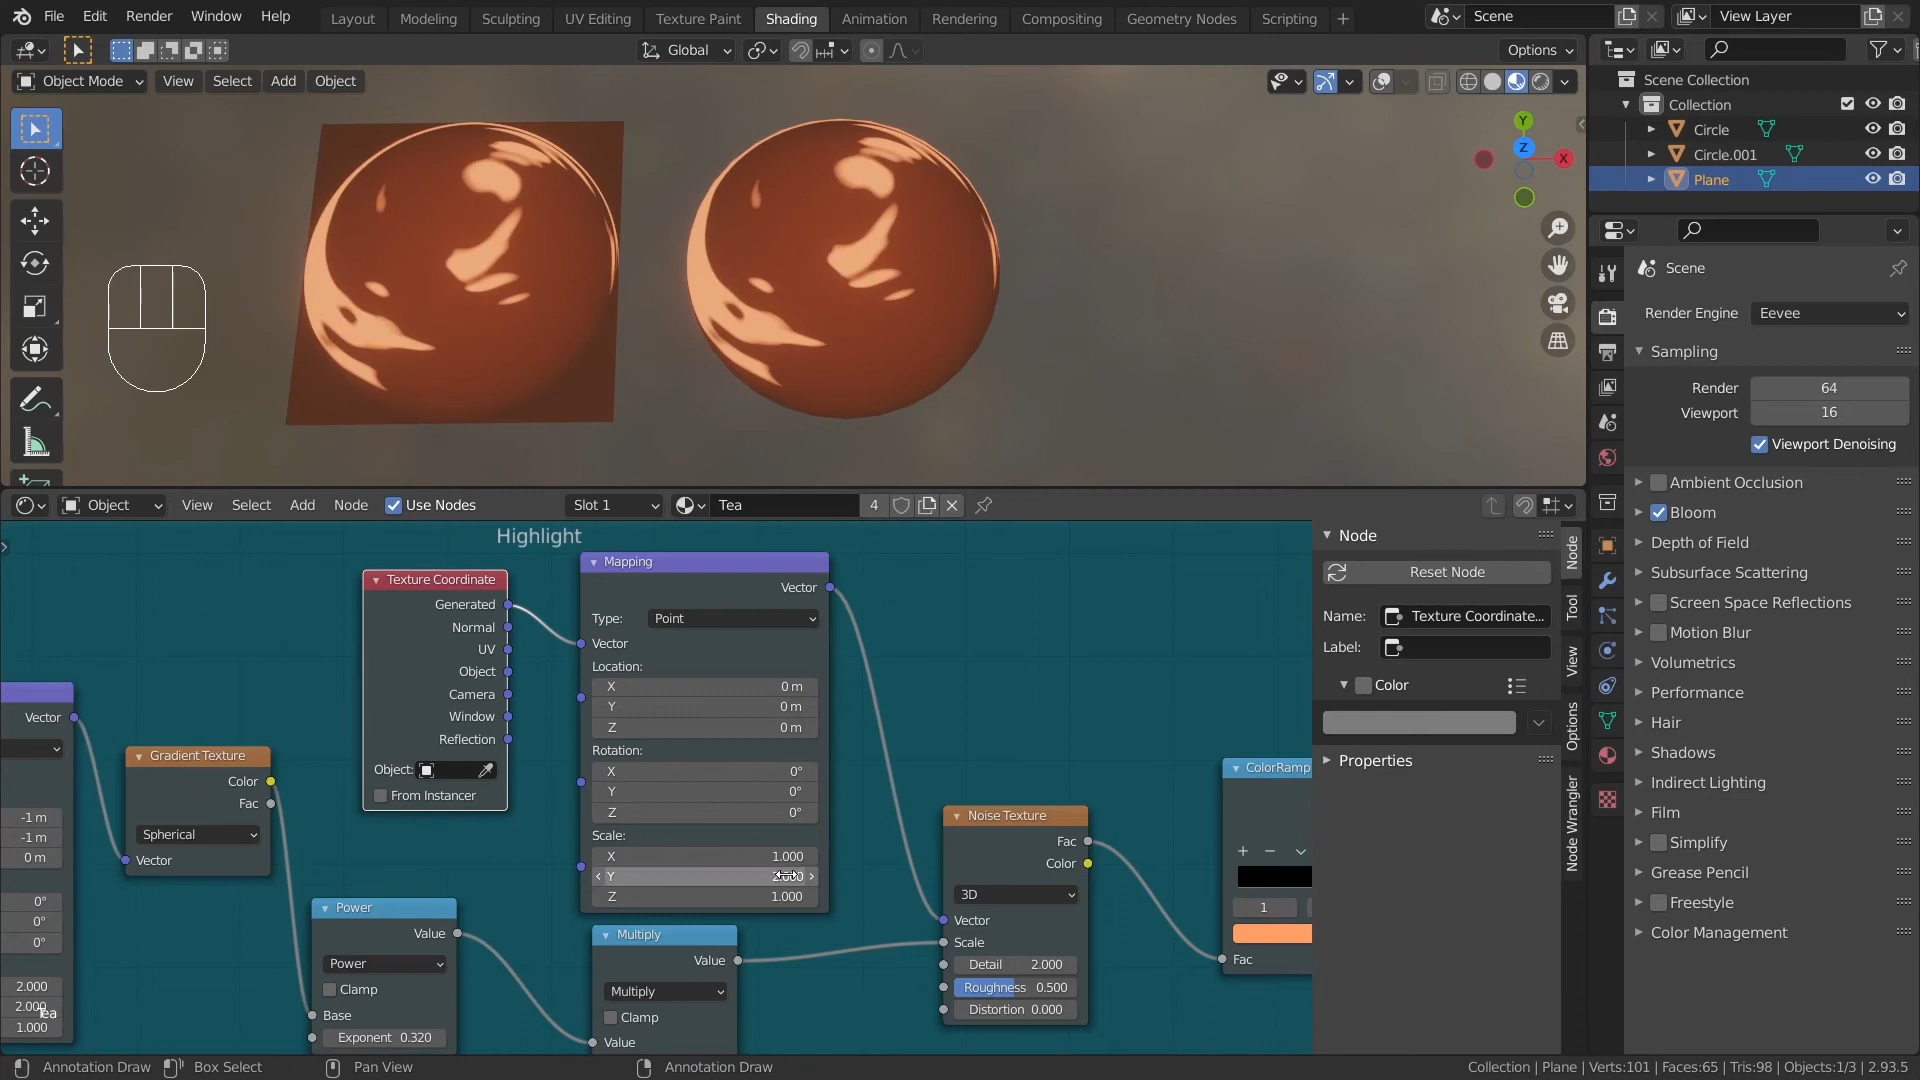 File Edit Render Window Help Layout Modeling Sculpting UV Editing Texture Paint Shading Animation Rendering Compositing Geometry Nodes Scripting + Scene View Layer
Global Options
Object Mode View Select Add Object
Y
Z
X
Scene Collection
Collection
Circle
Circle.001
Plane
Scene
Render Engine Eevee
Sampling
Render 64
Viewport 16
Viewport Denoising
Ambient Occlusion
Bloom
Depth of Field
Subsurface Scattering
Screen Space Reflections
Motion Blur
Volumetrics
Performance
Hair
Shadows
Indirect Lighting
Film
Simplify
Grease Pencil
Freestyle
Color Management
Object View Select Add Node Use Nodes Slot 1 Tea 4
Highlight
Vector
-1 m
-1 m
0 m
0°
0°
0°
2.000
2.000
1.000
Tea
Gradient Texture
Color
Fac
Spherical
Vector
Texture Coordinate
Generated
Normal
UV
Object
Camera
Window
Reflection
Object:
From Instancer
Power
Value
Power
Clamp
Base
Exponent 0.320
Mapping
Vector
Type: Point
Vector
Location:
X 0 m
Y 0 m
Z 0 m
Rotation:
X 0°
Y 0°
Z 0°
Scale:
X 1.000
Y
Z 1.000
Multiply
Value
Multiply
Clamp
Value
Noise Texture
Fac
Color
3D
Vector
Scale
Detail 2.000
Roughness 0.500
Distortion 0.000
ColorRamp
1
Fac
Node
Reset Node
Name: Texture Coordinate...
Label:
Color
Properties
Node
Tool
View
Options
Node Wrangler
Annotation Draw Box Select Pan View Annotation Draw Collection | Plane | Verts:101 | Faces:65 | Tris:98 | Objects:1/3 | 2.93.5